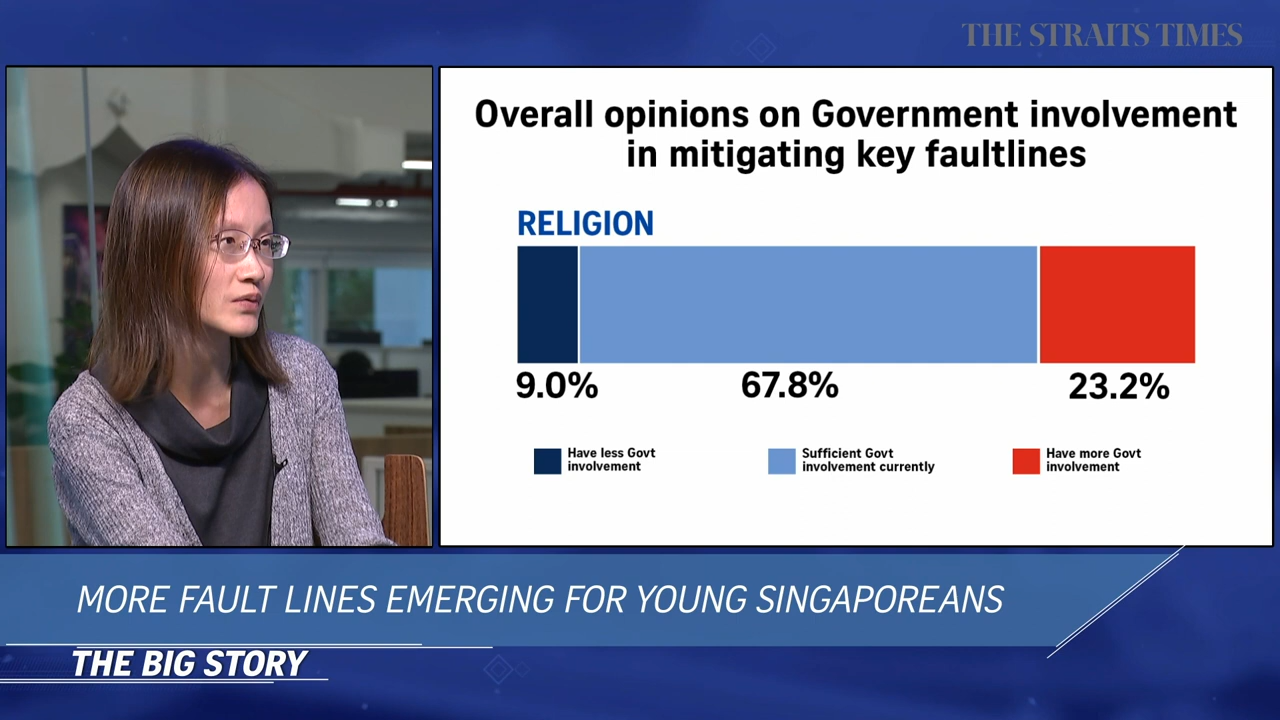 THE STRAITS TIMES
Overall opinions on Government involvement
in mitigating key faultlines
RELIGION
9.0% 67.8% 23.2%
Have less Govt
involvement
Sufficient Govt
involvement currently
Have more Govt
involvement
MORE FAULT LINES EMERGING FOR YOUNG SINGAPOREANS
THE BIG STORY